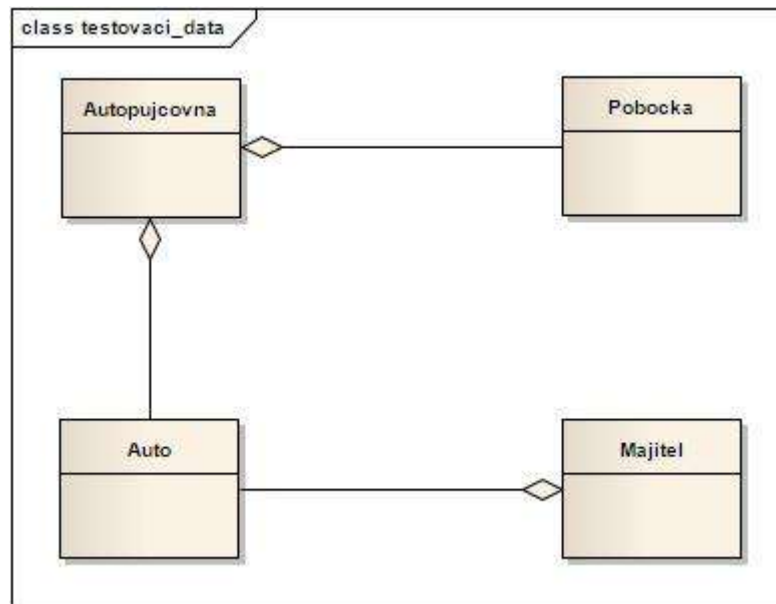 class testovaci_data
Autopujcovna
Pobocka
Auto
Majitel